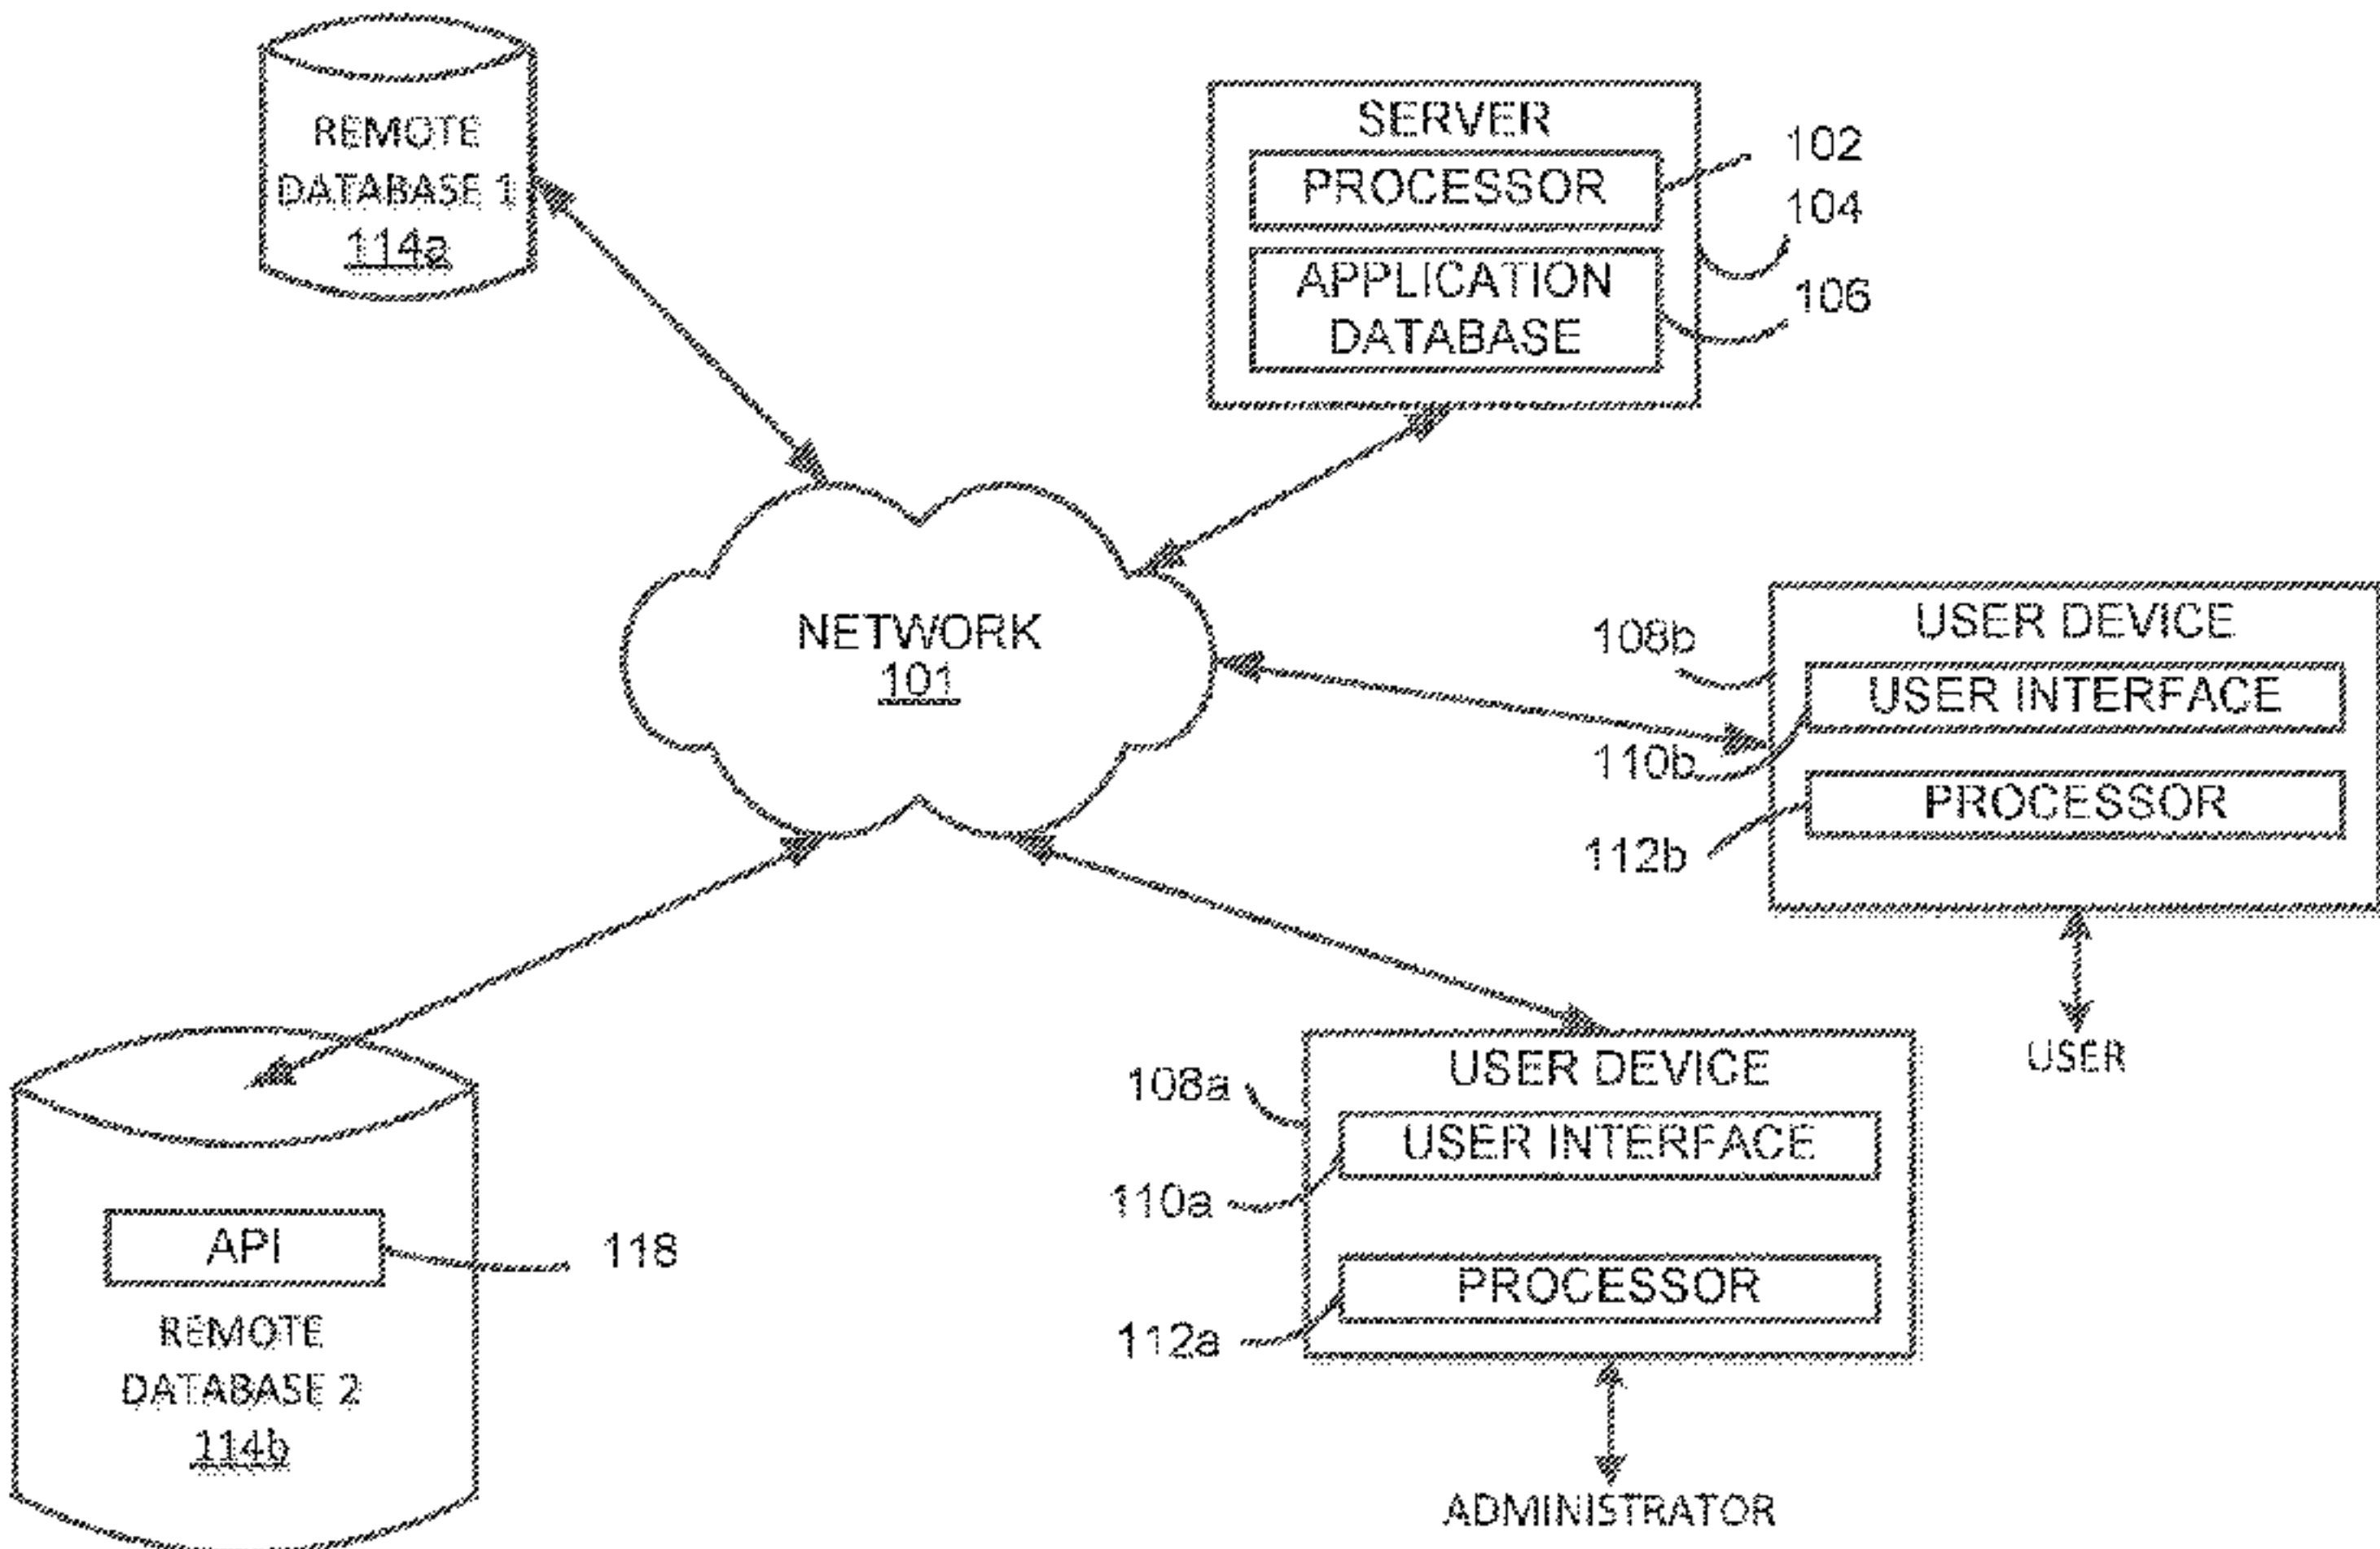 REMOTE
DATABASE 1
114a
SERVER
PROCESSOR
APPLICATION
DATABASE
102
104
106
NETWORK
101
108b
110b
112b
USER DEVICE
USER INTERFACE
PROCESSOR
USER
API
118
REMOTE
DATABASE 2
114b
108a
110a
112a
USER DEVICE
USER INTERFACE
PROCESSOR
ADMINISTRATOR